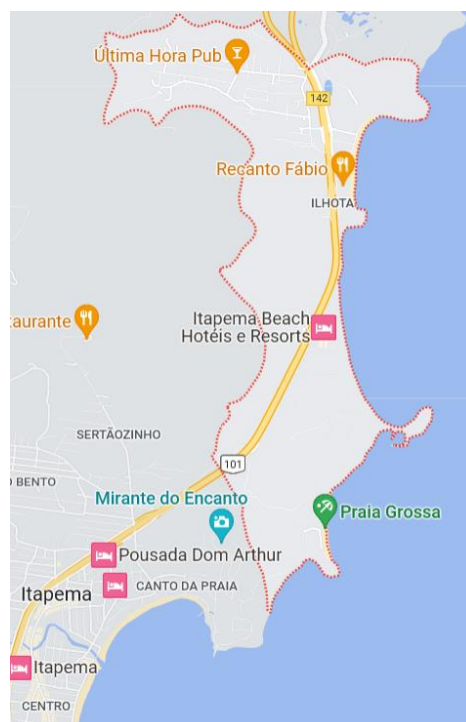 Última Hora Pub
142
Recanto Fábio
ILHOTA
Itapema Beach
Hotéis e Resorts
taurante
SERTÃOZINHO
101
O BENTO
Mirante do Encanto
Praia Grossa
Pousada Dom Arthur
CANTO DA PRAIA
Itapema
Itapema
CENTRO